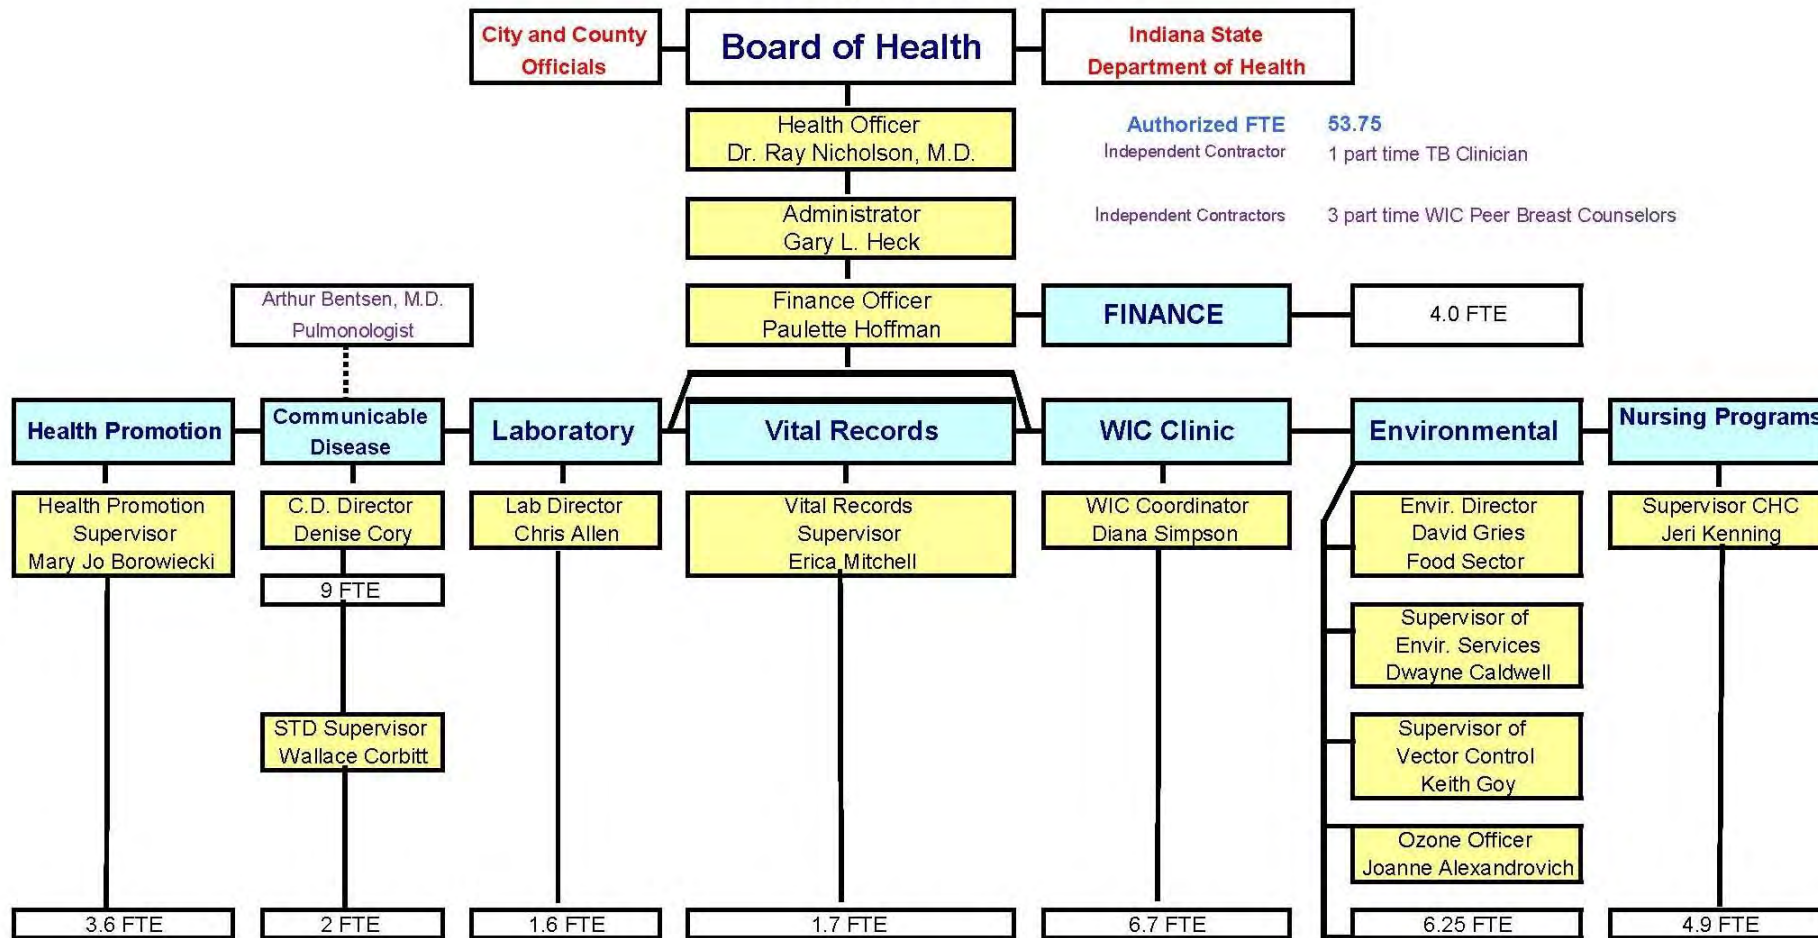 City and County
Officials
Board of Health
Indiana State
Department of Health
Health Officer
Dr. Ray Nicholson, M.D.
Authorized FTE 53.75
Independent Contractor 1 part time TB Clinician
Administrator
Gary L. Heck
Independent Contractors 3 part time WIC Peer Breast Counselors
Arthur Bentsen, M.D.
Pulmonologist
Finance Officer
Paulette Hoffman
FINANCE
4.0 FTE
Health Promotion
Communicable
Disease
Laboratory
Vital Records
WIC Clinic
Environmental
Nursing Programs
Health Promotion
Supervisor
Mary Jo Borowiecki
C.D. Director
Denise Cory
9 FTE
STD Supervisor
Wallace Corbitt
Lab Director
Chris Allen
Vital Records
Supervisor
Erica Mitchell
WIC Coordinator
Diana Simpson
Envir. Director
David Gries
Food Sector
Supervisor of
Envir. Services
Dwayne Caldwell
Supervisor of
Vector Control
Keith Goy
Ozone Officer
Joanne Alexandrovich
Supervisor CHC
Jeri Kenning
3.6 FTE
2 FTE
1.6 FTE
1.7 FTE
6.7 FTE
6.25 FTE
4.9 FTE